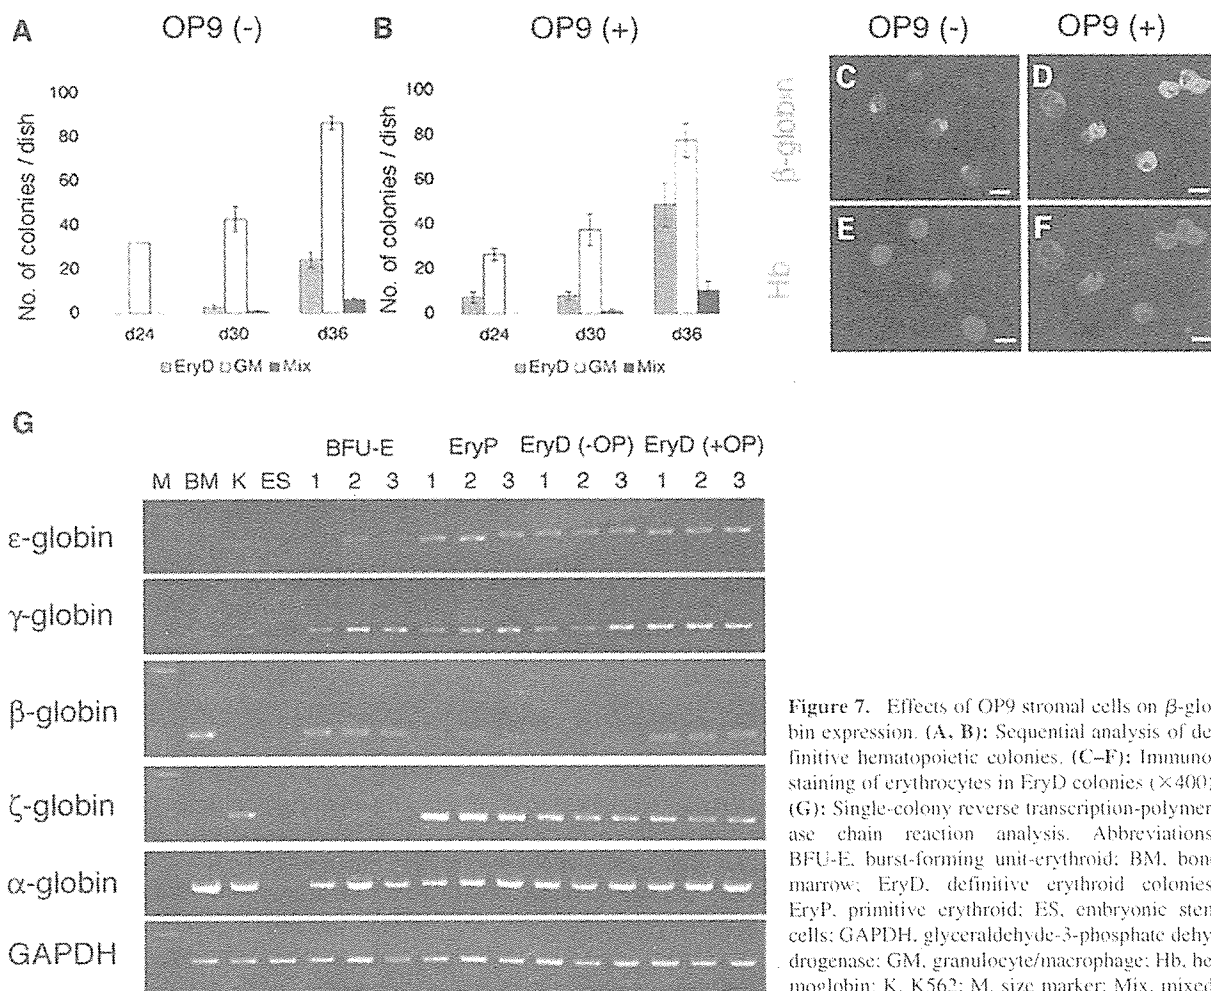 A OP9 (-) B OP9 (+) OP9 (-) OP9 (+)
No. of colonies / dish
100
80
60
40
20
0
d24 d30 d36
EryD GM Mix
No. of colonies / dish
100
80
60
40
20
0
d24 d30 d36
EryD GM Mix
β-globin
C D
Hb
E F
G
BFU-E EryP EryD (-OP) EryD (+OP)
M BM K ES 1 2 3 1 2 3 1 2 3 1 2 3
ε-globin
γ-globin
β-globin
ζ-globin
α-globin
GAPDH
Figure 7. Effects of OP9 stromal cells on β-glo
bin expression. (A, B): Sequential analysis of de
finitive hematopoietic colonies. (C–F): Immuno
staining of erythrocytes in EryD colonies (×400)
(G): Single-colony reverse transcription-polymer
ase chain reaction analysis. Abbreviations
BFU-E, burst-forming unit-erythroid; BM, bon
marrow; EryD, definitive erythroid colonies
EryP, primitive erythroid; ES, embryonic sten
cells; GAPDH, glyceraldehyde-3-phosphate dehy
drogenase; GM, granulocyte/macrophage; Hb, he
moglobin; K, K562; M, size marker; Mix, mixed